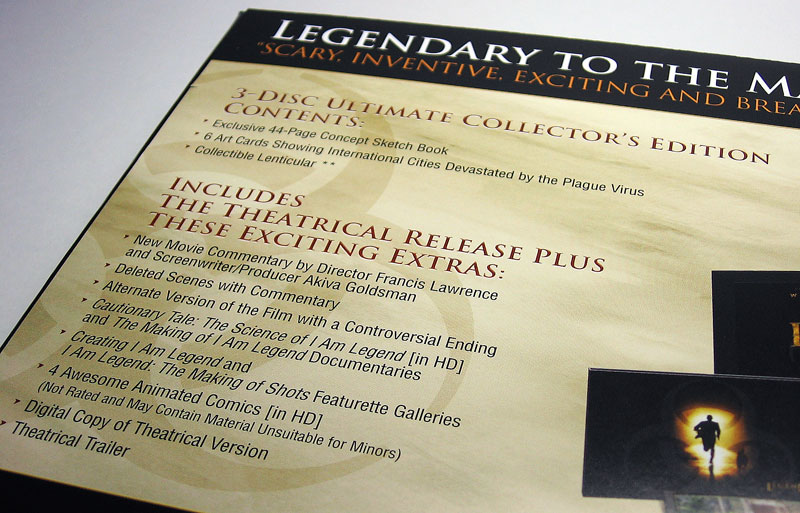 LEGENDARY TO THE
"SCARY, INVENTIVE, EXCITING AND
3-DISC ULTIMATE COLLECTOR'S EDITION
CONTENTS:
Exclusive 44-Page Concept Sketch Book
6 Art Cards Showing International Cities Devastated by the Plague Virus
Collectible Lenticular **
INCLUDES
THE THEATRICAL RELEASE PLUS
THESE EXCITING EXTRAS:
New Movie Commentary by Director Francis Lawrence
and Screenwriter/Producer Akiva Goldsman
Deleted Scenes with Commentary
Alternate Version of the Film with a Controversial Ending
Cautionary Tale: The Science of I Am Legend [in HD]
and The Making of I Am Legend Documentaries
Creating I Am Legend and
I Am Legend: The Making of Shots Featurette Galleries
4 Awesome Animated Comics [in HD]
(Not Rated and May Contain Material Unsuitable for Minors)
Digital Copy of Theatrical Version
Theatrical Trailer